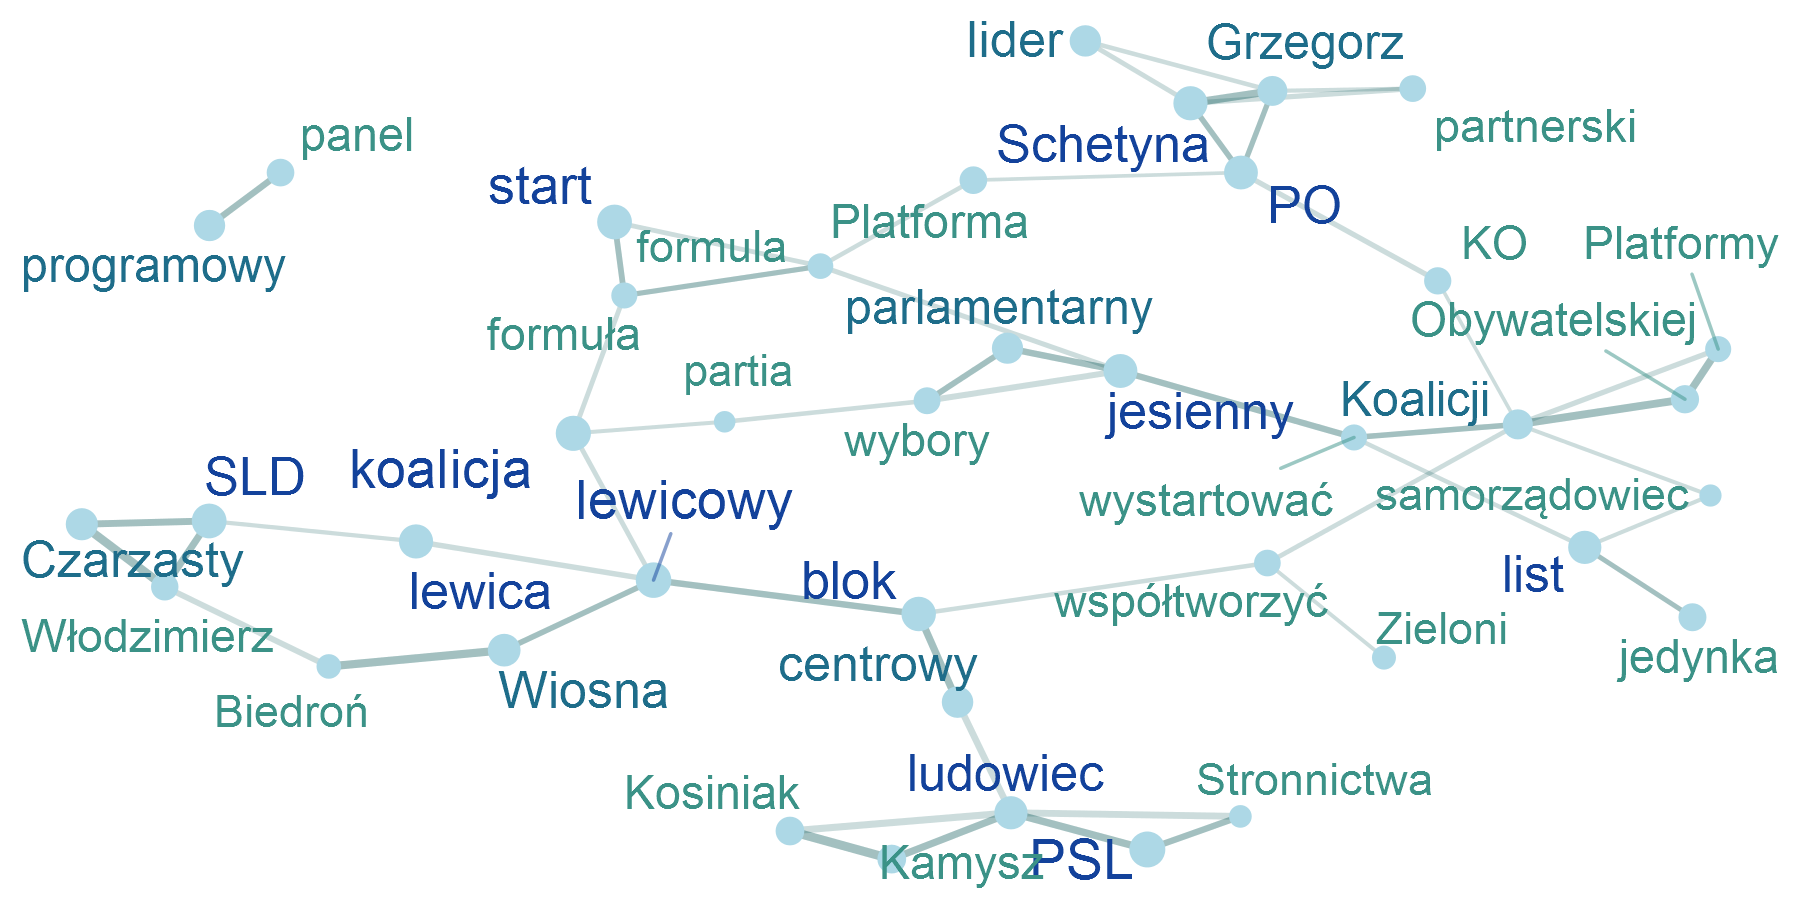 lider
Grzegorz
panel
partnerski
Schetyna
start
PO
Platforma
formula
KO
Platformy
programowy
parlamentarny
Obywatelskiej
formuła
partia
Koalicji
jesienny
wybory
SLD
koalicja
lewicowy
wystartować
samorządowiec
Czarzasty
lewica
blok
list
współtworzyć
Włodzimierz
Zieloni
centrowy
jedynka
Wiosna
Biedroń
ludowiec
Kosiniak
Stronnictwa
Kamysz
PSL